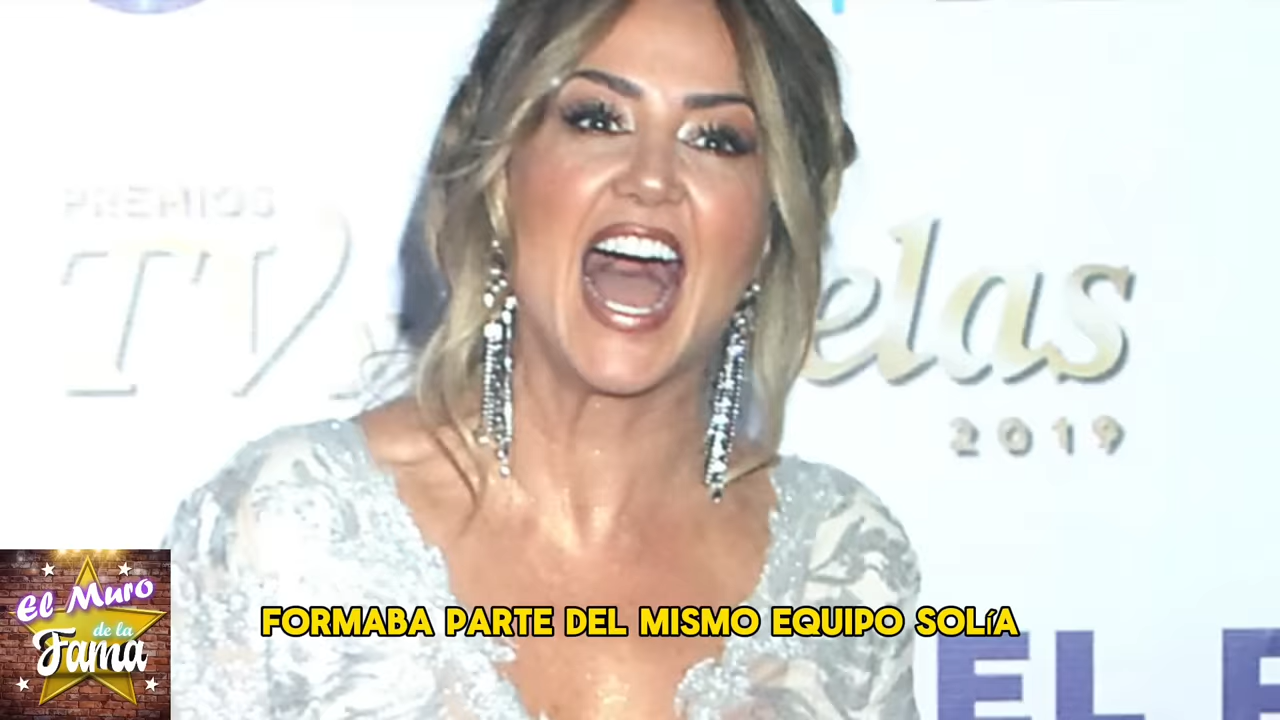 PREMIOS
TV
elas
2019
El Muro
de la
Fama
FORMABA PARTE DEL MISMO EQUIPO SOLíA
EL